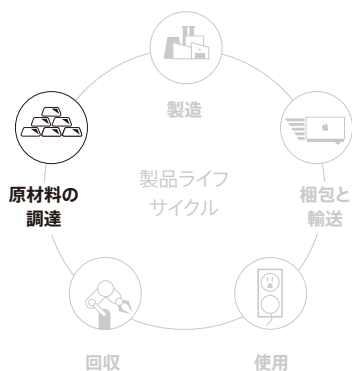 製造
原材料の
調達
製品ライフ
サイクル
梱包と
輸送
回収
使用